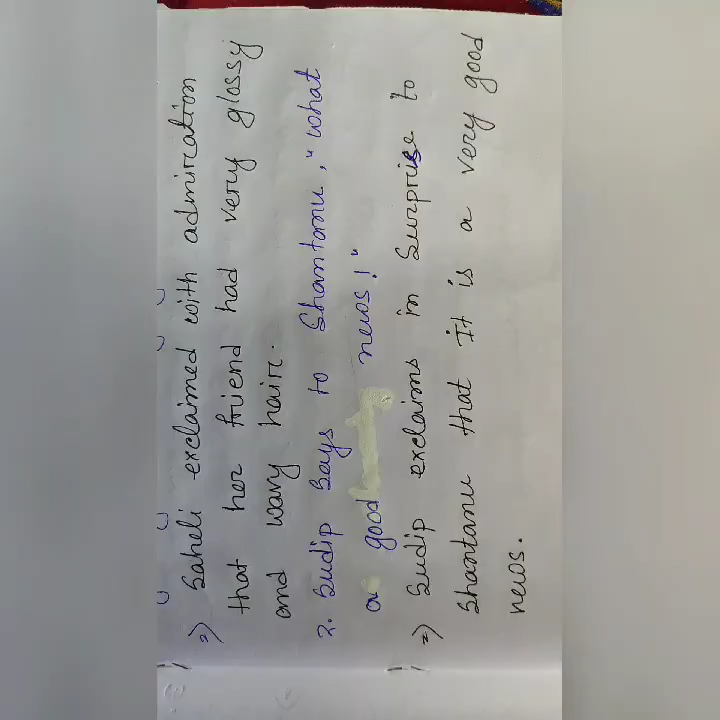 => Saheli exclaimed with admiration
that her friend had very glossy
and wavy hair.
2. Sudip Says to Shantanu, "what
a good news!"
=> Sudip exclaims in Surprise to
Shantanu that it is a very good
news.